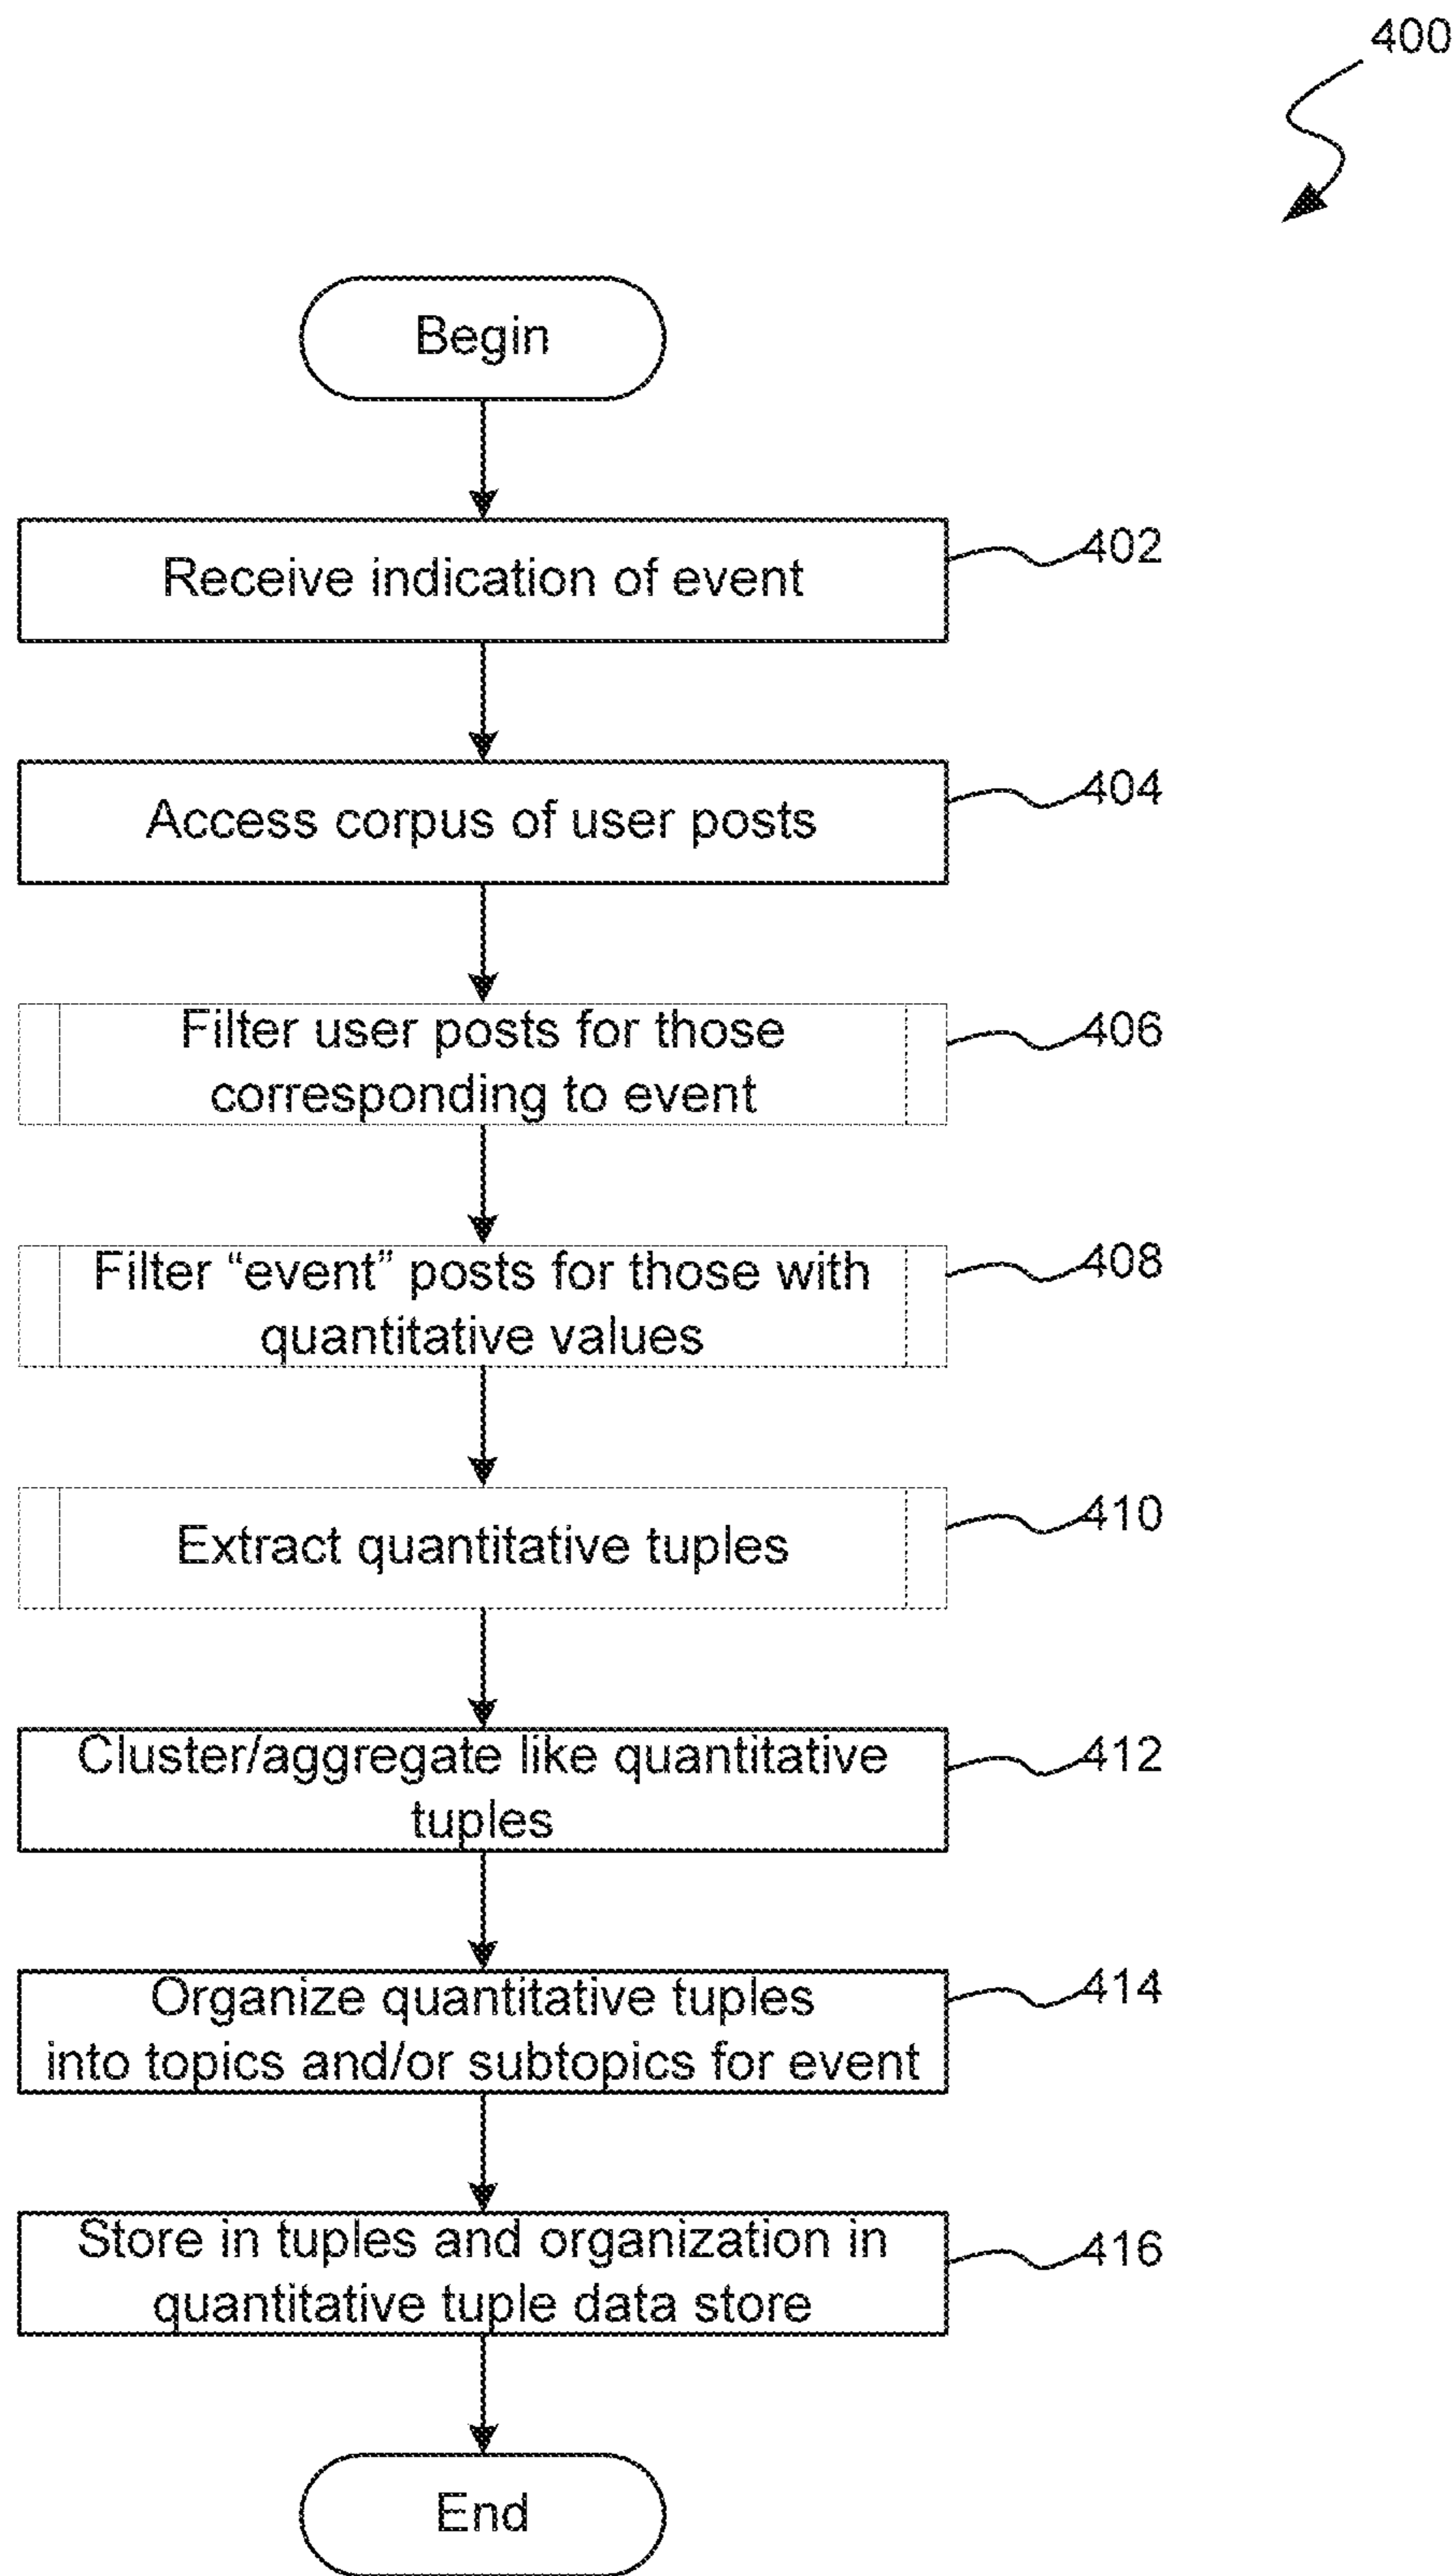 400
Begin
Receive indication of event
402
Access corpus of user posts
404
Filter user posts for those
corresponding to event
406
Filter “event” posts for those with
quantitative values
408
Extract quantitative tuples
410
Cluster/aggregate like quantitative
tuples
412
Organize quantitative tuples
into topics and/or subtopics for event
414
Store in tuples and organization in
quantitative tuple data store
416
End